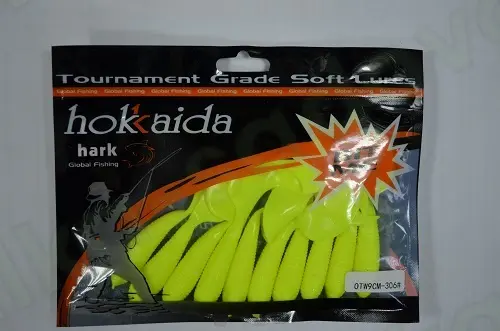 Tournament Grade Soft Lures
Global Fishing Global Fishing Global Fishing Global Fishing Global Fishing Global Fishing
hokkaida
hark
Global Fishing
OTW9CM-306#